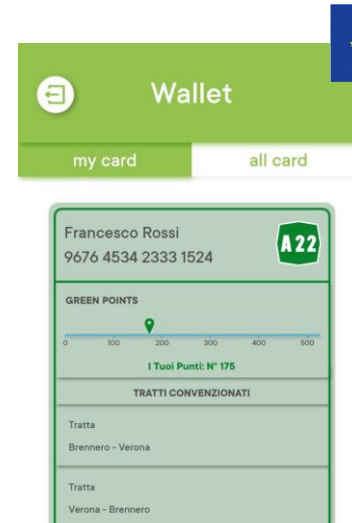 Wallet
my card
all card
Francesco Rossi
9676 4534 2333 1524
A22
GREEN POINTS
0 100 200 300 400 500
I Tuoi Punti: N° 175
TRATTI CONVENZIONATI
Tratta
Brennero - Verona
Tratta
Verona - Brennero